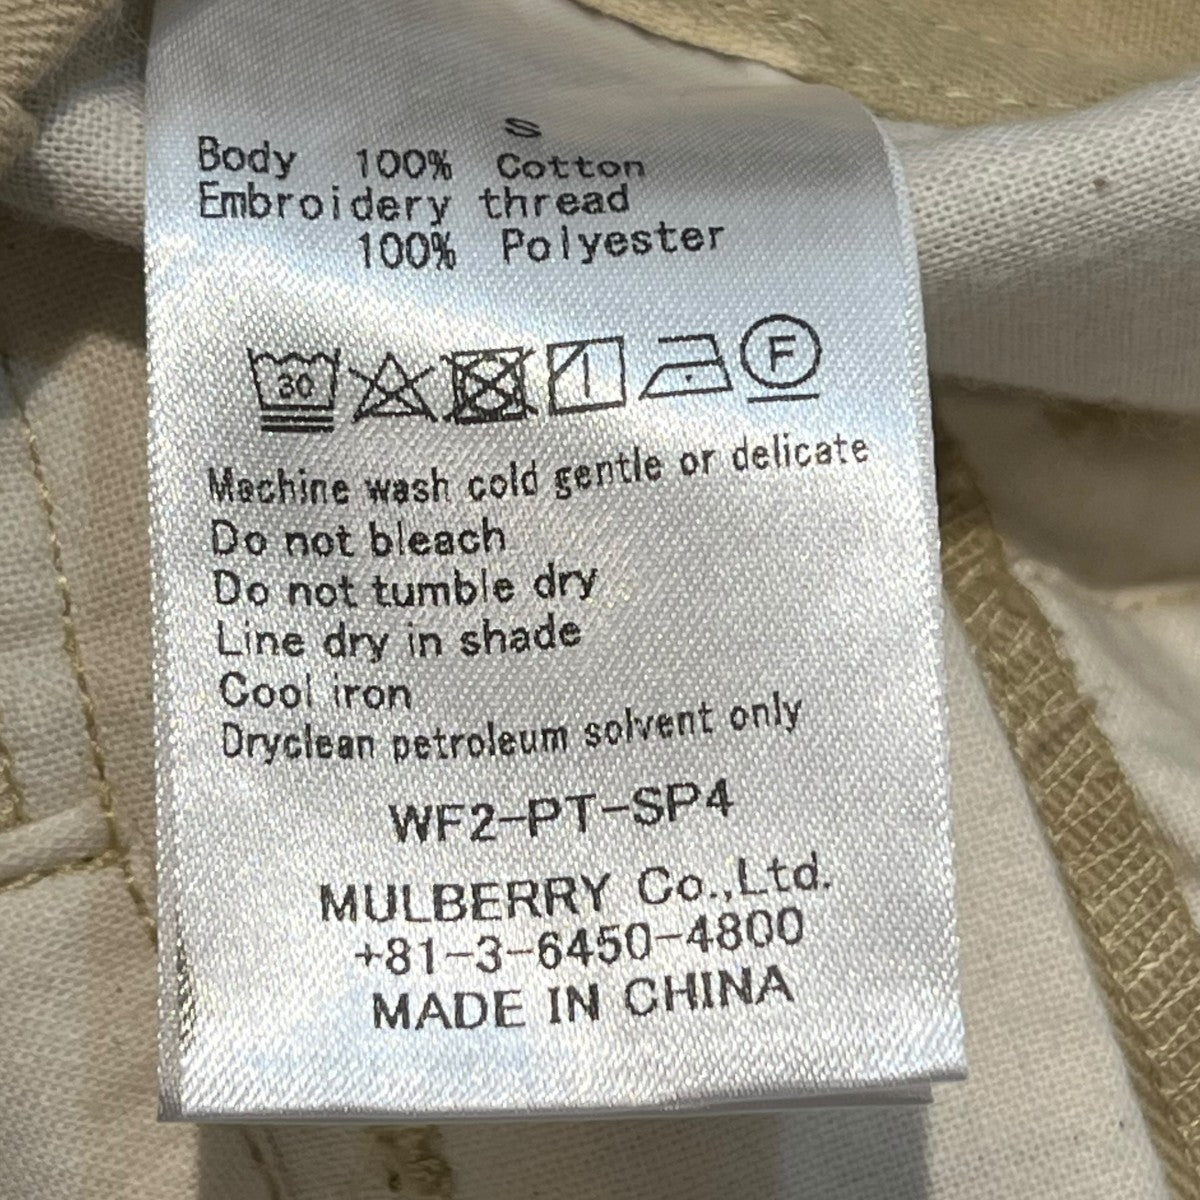 S
Body 100% Cotton
Embroidery thread
100% Polyester
30 F
Machine wash cold gentle or delicate
Do not bleach
Do not tumble dry
Line dry in shade
Cool iron
Dryclean petroleum solvent only
WF2-PT-SP4
MULBERRY Co.,Ltd.
+81-3-6450-4800
MADE IN CHINA